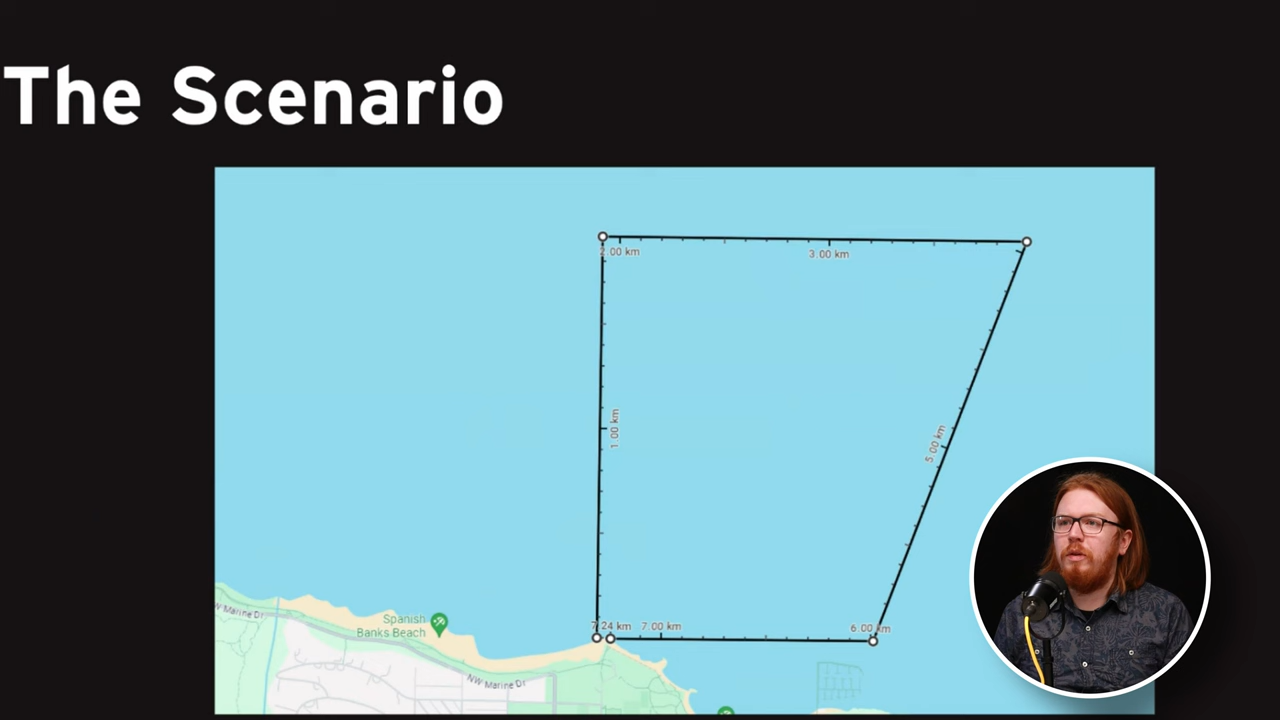 The Scenario
2.00 km
3.00 km
1.00 km
5.00 km
7.24 km
7.00 km
6.00 km
W Marine Dr
Spanish
Banks Beach
NW Marine Dr